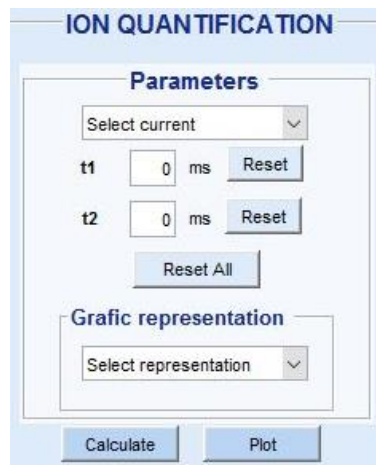 ION QUANTIFICATION
Parameters
Select current
t1 0 ms Reset
t2 0 ms Reset
Reset All
Grafic representation
Select representation
Calculate Plot